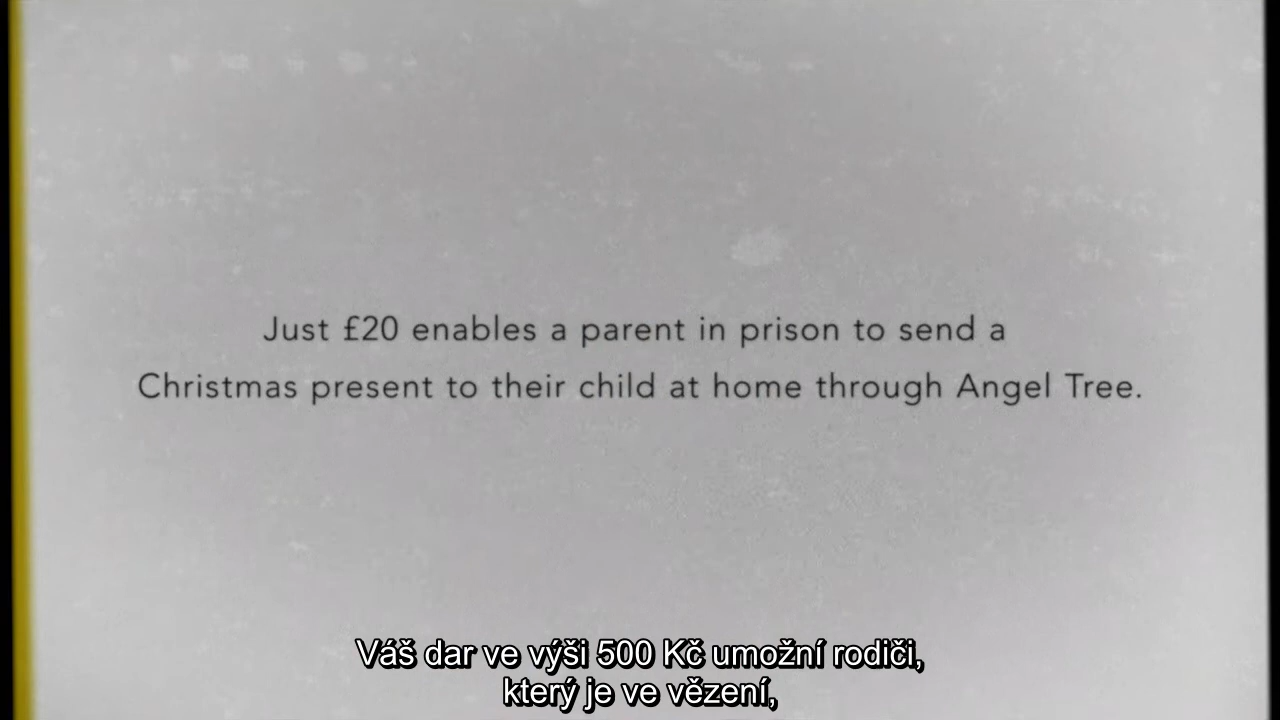 Just £20 enables a parent in prison to send a
Christmas present to their child at home through Angel Tree.
Váš dar ve výši 500 Kč umožní rodiči,
který je ve vězení,